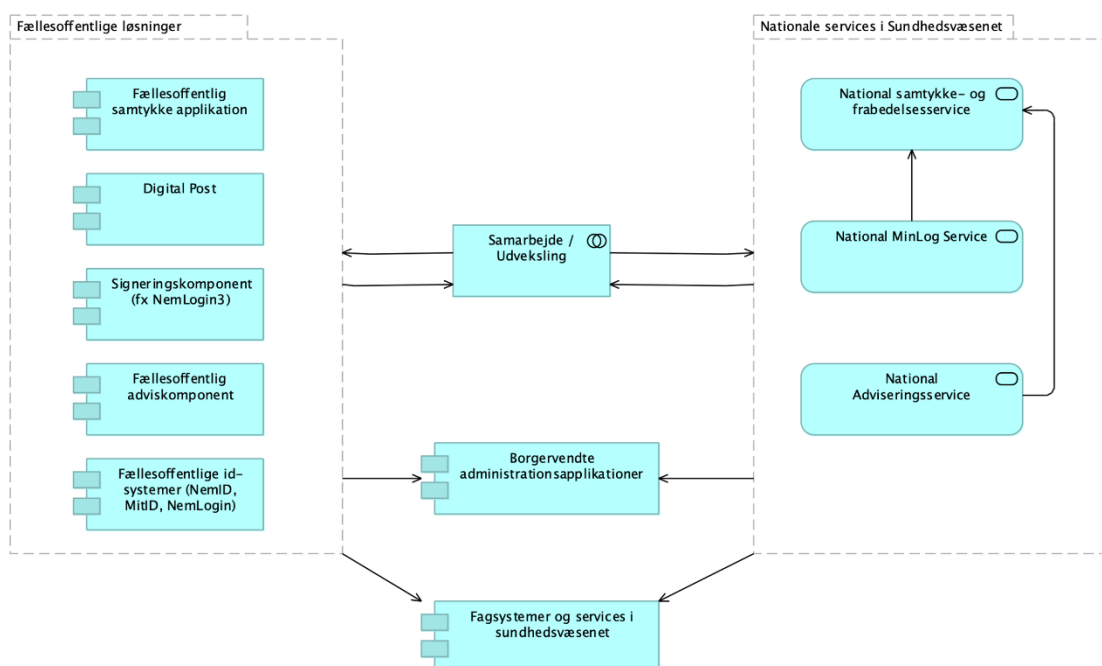 Fællesoffentlige løsninger
Fællesoffentlig
samtykke applikation
Digital Post
Signeringskomponent
(fx NemLogin3)
Fællesoffentlig
adviskomponent
Fællesoffentlige id-
systemer (NemID,
MitID, NemLogin)
Samarbejde /
Udveksling
Borgervendte
administrationsapplikationer
Fagsystemer og services i
sundhedsvæsenet
Nationale services i Sundhedsvæsenet
National samtykke- og
frabedelsesservice
National MinLog Service
National
Adviseringsservice